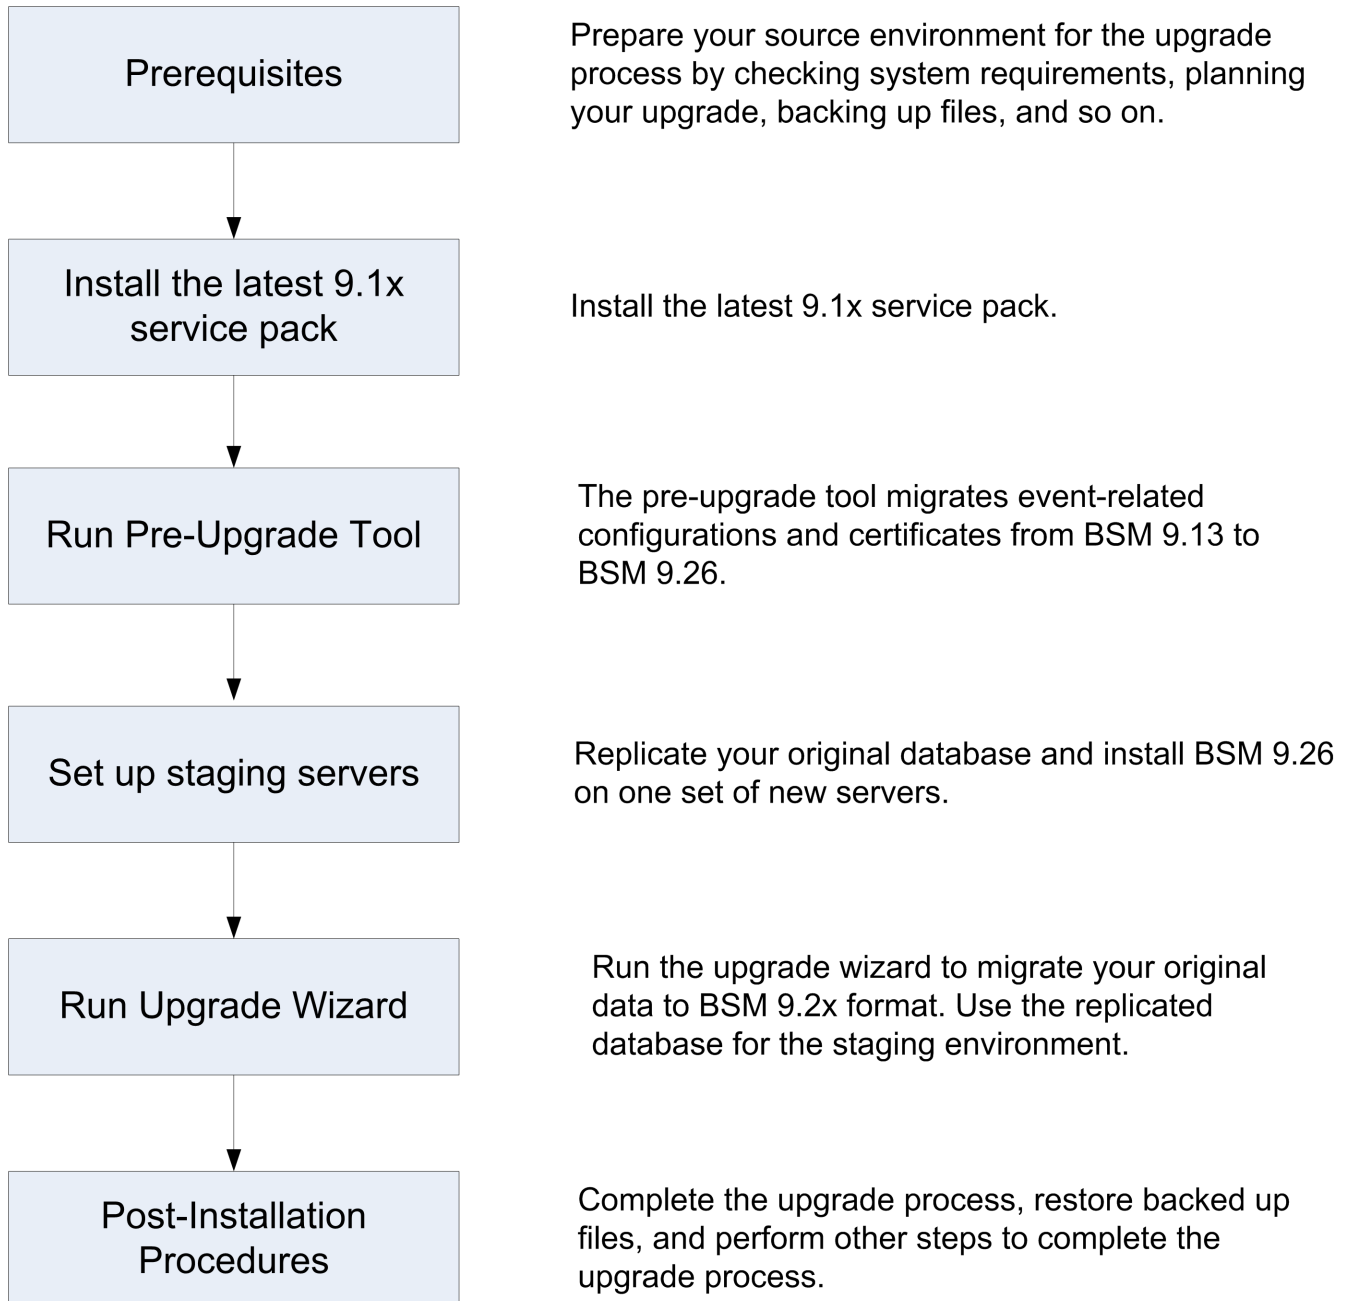 Prerequisites
Prepare your source environment for the upgrade
process by checking system requirements, planning
your upgrade, backing up files, and so on.
Install the latest 9.1x
service pack
Install the latest 9.1x service pack.
Run Pre-Upgrade Tool
The pre-upgrade tool migrates event-related
configurations and certificates from BSM 9.13 to
BSM 9.26.
Set up staging servers
Replicate your original database and install BSM 9.26
on one set of new servers.
Run Upgrade Wizard
Run the upgrade wizard to migrate your original
data to BSM 9.2x format. Use the replicated
database for the staging environment.
Post-Installation
Procedures
Complete the upgrade process, restore backed up
files, and perform other steps to complete the
upgrade process.